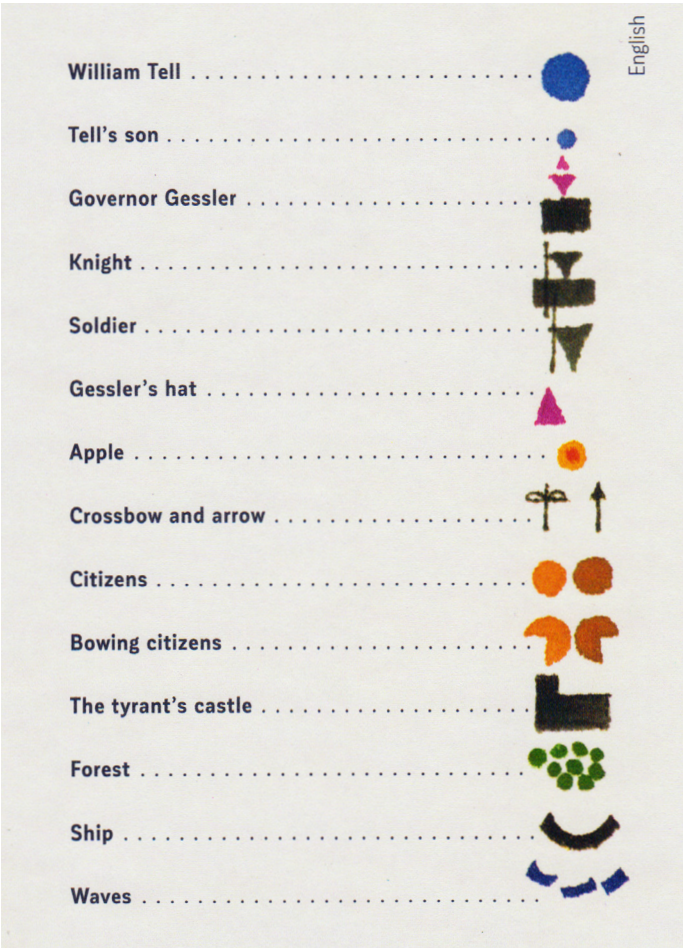 English
William Tell
Tell's son
Governor Gessler
Knight
Soldier
Gessler's hat
Apple
Crossbow and arrow
Citizens
Bowing citizens
The tyrant's castle
Forest
Ship
Waves